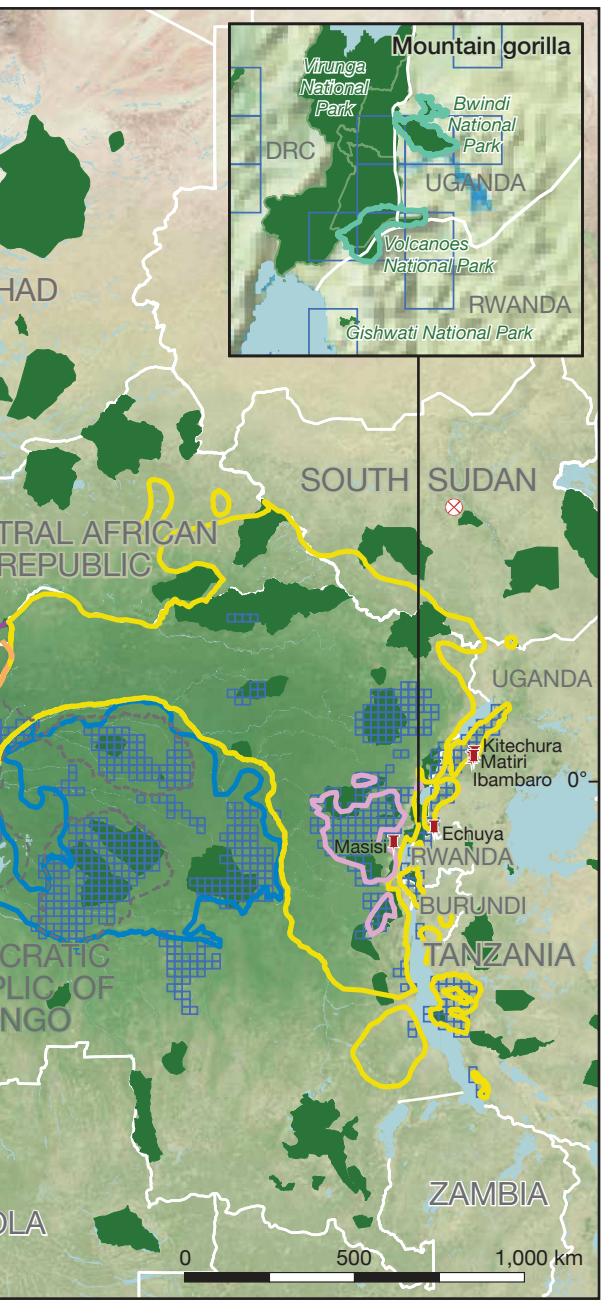 Mountain gorilla
Virunga
National
Park
Bwindi
National
Park
DRC
UGANDA
Volcanoes
National Park
RWANDA
Gishwati National Park
HAD
SOUTH SUDAN
TRAL AFRICAN
REPUBLIC
UGANDA
Kitechura
Matiri
Ibambaro
0°
Echuya
Masisi
RWANDA
BURUNDI
CRATIC
PLIC OF
NGO
TANZANIA
ZAMBIA
OLA
0 500 1,000 km